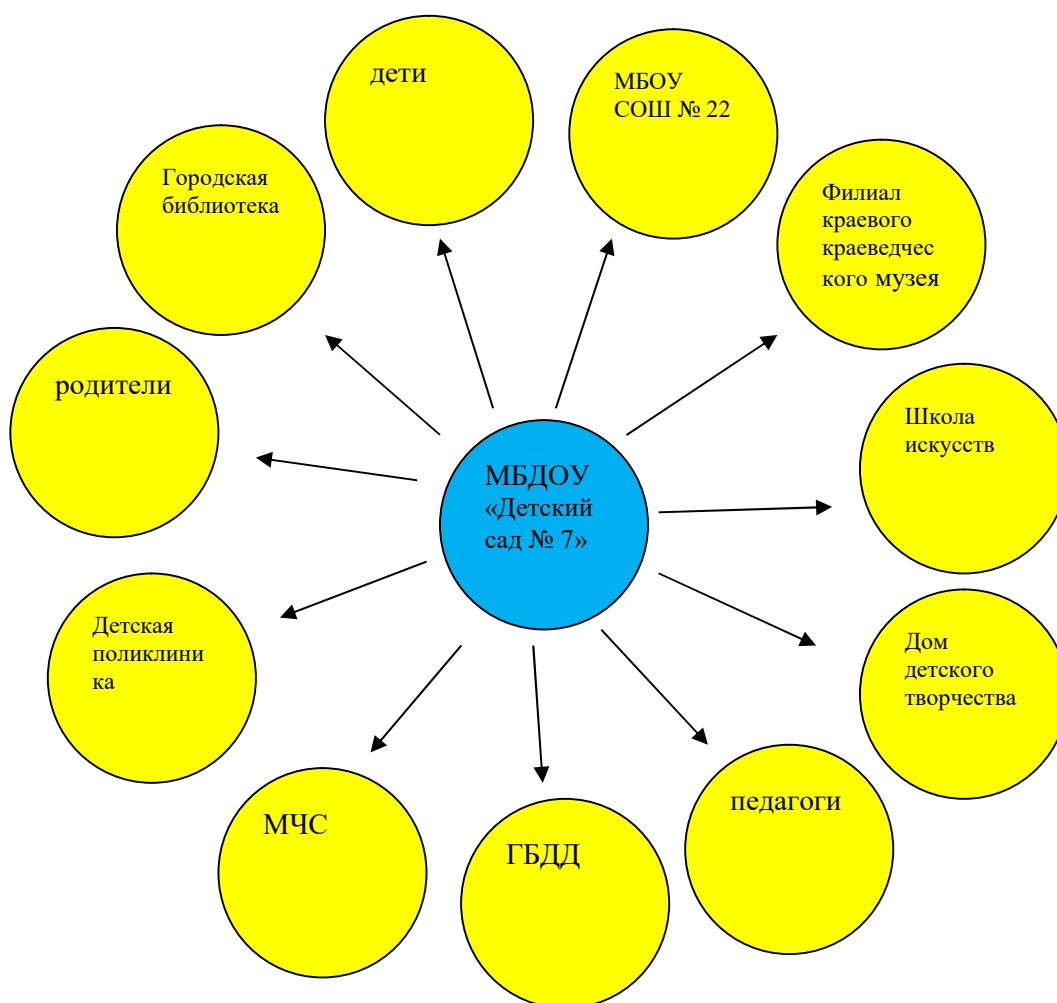 дети
МБОУ
СОШ № 22
Городская
библиотека
Филиал
краевого
краеведчес
кого музея
родители
Школа
искусств
МБДОУ
«Детский
сад № 7»
Детская
поликлини
ка
Дом
детского
творчества
педагоги
МЧС
ГБДД